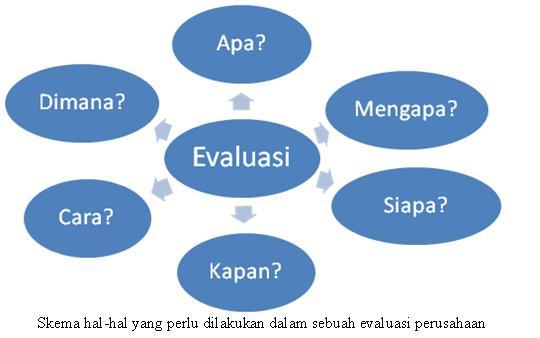 Apa?
Dimana?
Mengapa?
Evaluasi
Cara?
Siapa?
Kapan?
Skema hal-hal yang perlu dilakukan dalam sebuah evaluasi perusahaan